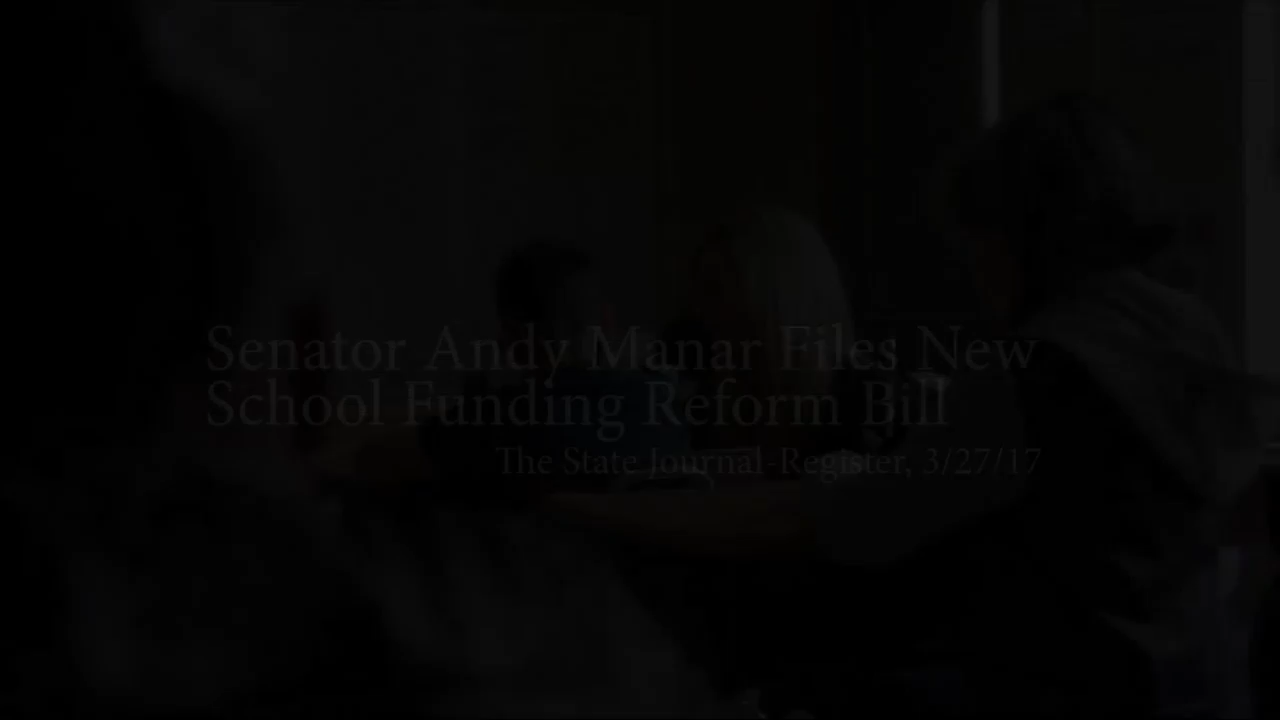 Senator Andy Manar Files New
School Funding Reform Bill
The State Journal-Register, 3/27/17